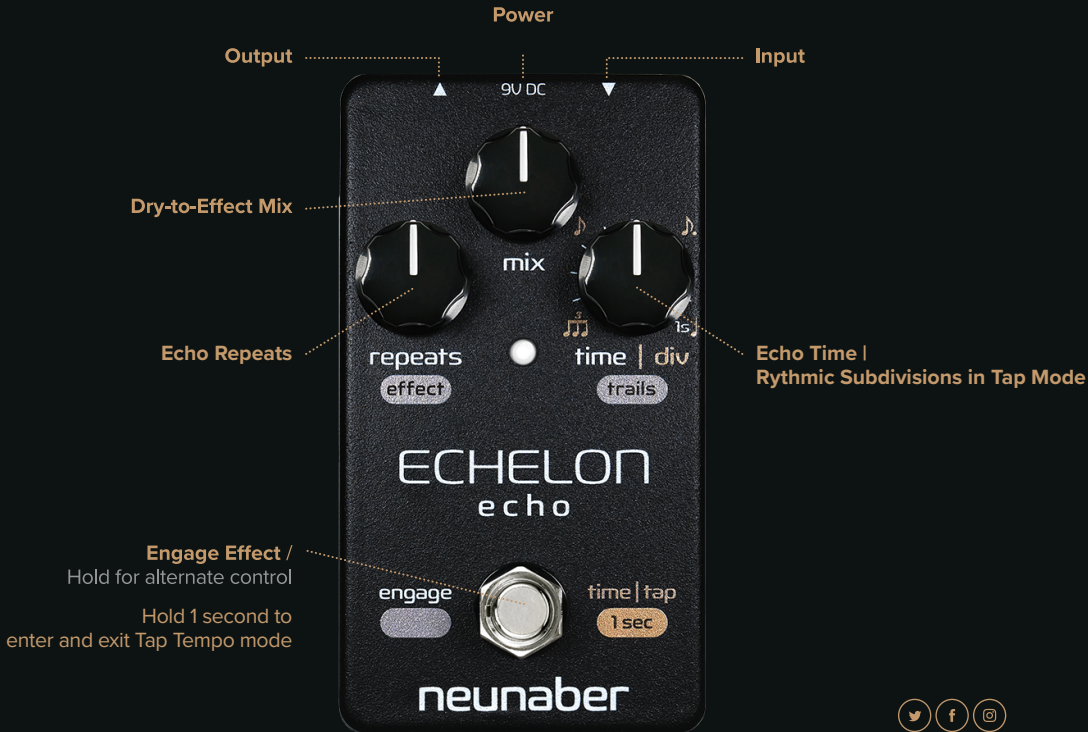 Power
Output
Input
9V DC
Dry-to-Effect Mix
mix
3
1s
Echo Repeats
repeats
time | div
Echo Time |
Rythmic Subdivisions in Tap Mode
effect
trails
ECHELON
echo
Engage Effect /
Hold for alternate control
engage
time|tap
Hold 1 second to
enter and exit Tap Tempo mode
1 sec
neunaber